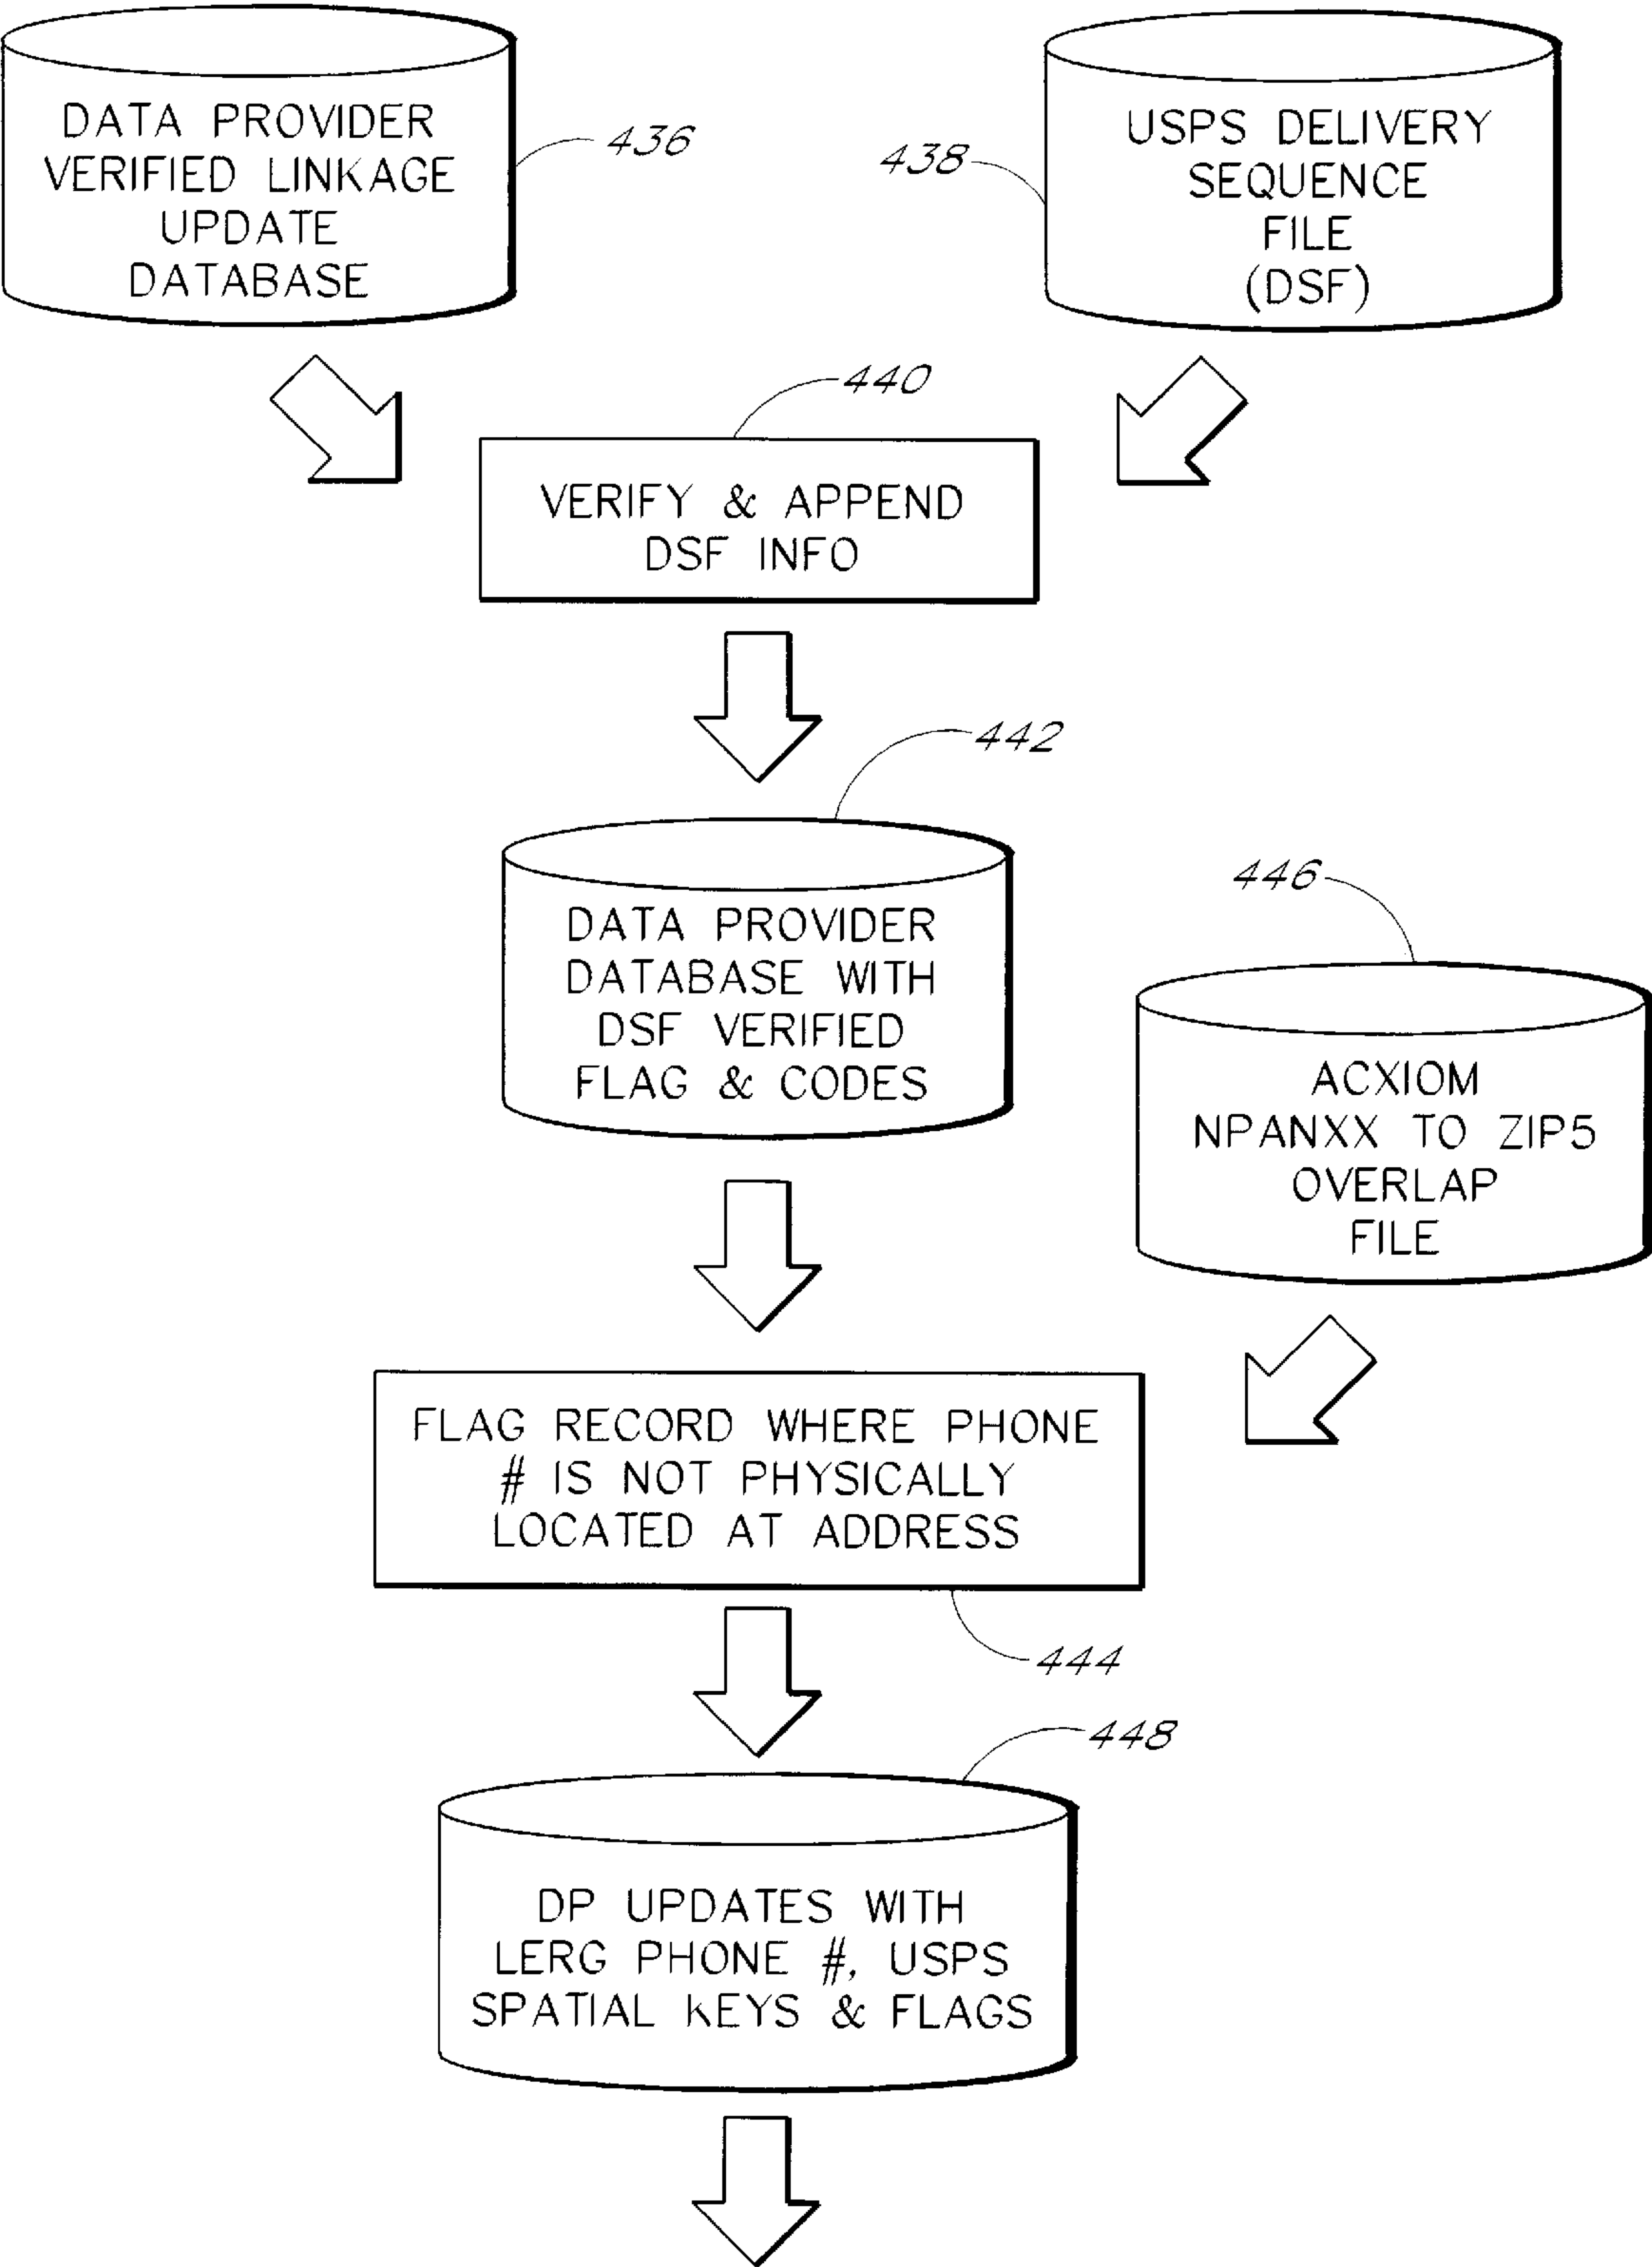 DATA PROVIDER
VERIFIED LINKAGE
UPDATE
DATABASE
436
438
USPS DELIVERY
SEQUENCE
FILE
(DSF)
440
VERIFY & APPEND
DSF INFO
442
DATA PROVIDER
DATABASE WITH
DSF VERIFIED
FLAG & CODES
446
ACXIOM
NPANXX TO ZIP5
OVERLAP
FILE
FLAG RECORD WHERE PHONE
# IS NOT PHYSICALLY
LOCATED AT ADDRESS
444
448
DP UPDATES WITH
LERG PHONE #, USPS
SPATIAL KEYS & FLAGS